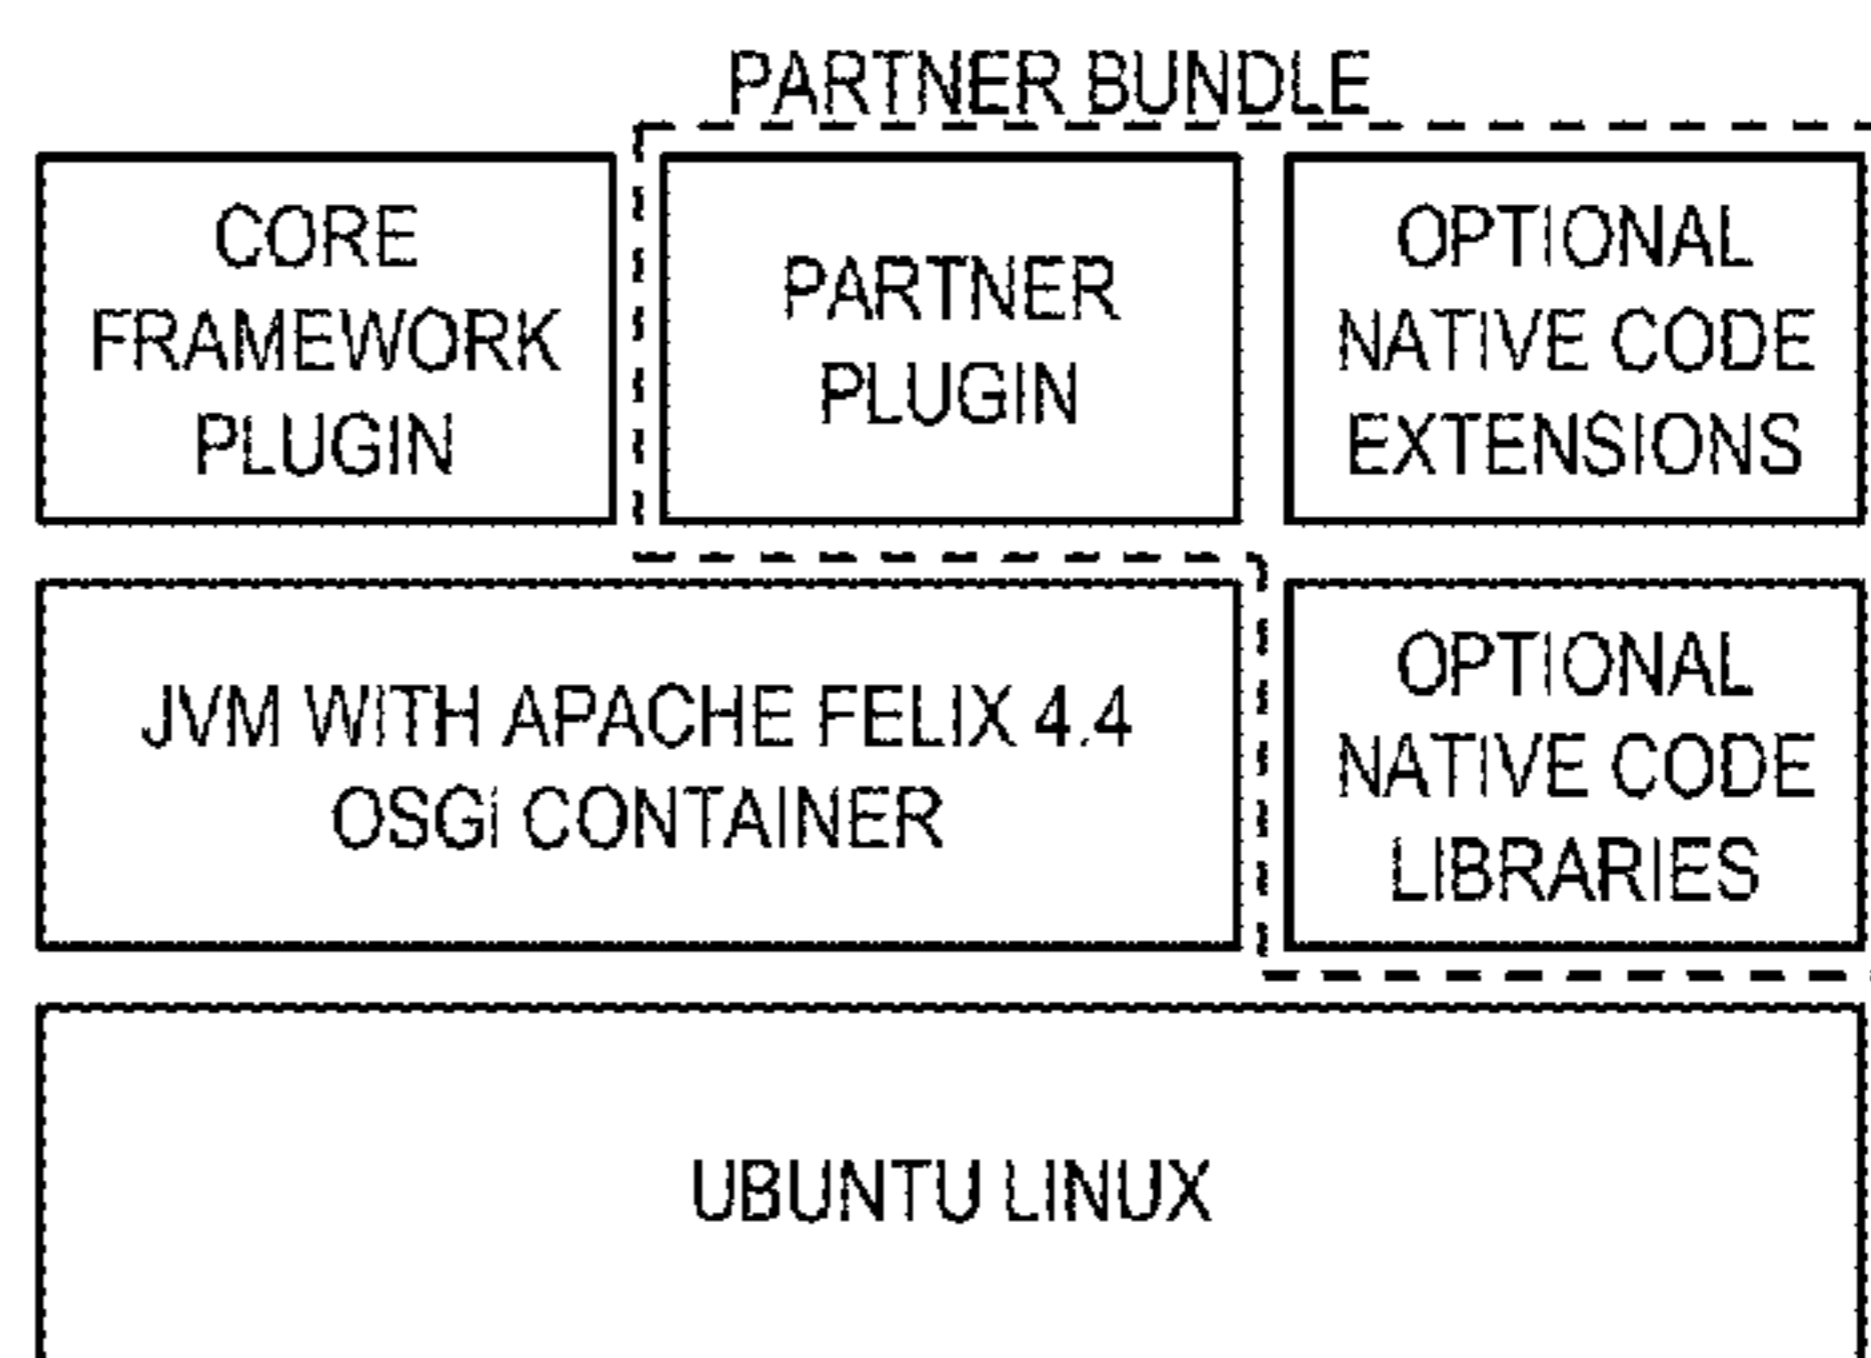 PARTNER BUNDLE
CORE
FRAMEWORK
PLUGIN
PARTNER
PLUGIN
OPTIONAL
NATIVE CODE
EXTENSIONS
JVM WITH APACHE FELIX 4.4
OSGi CONTAINER
OPTIONAL
NATIVE CODE
LIBRARIES
UBUNTU LINUX